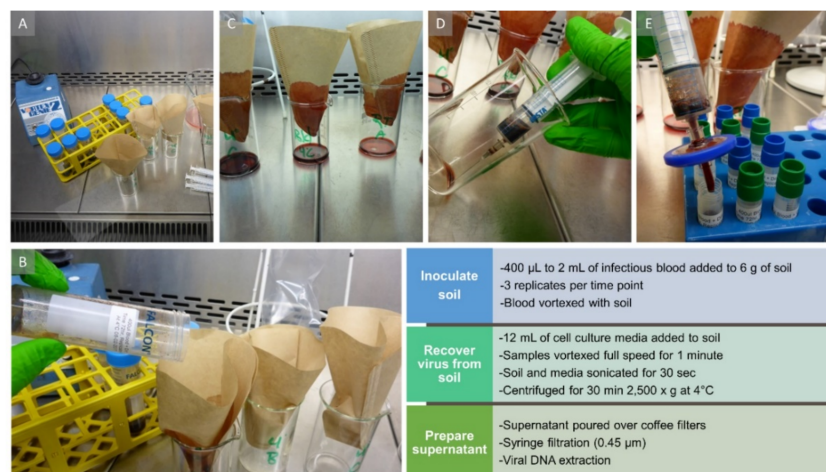 A
C
D
E
B
FALCON
Inoculate
soil
-400 µL to 2 mL of infectious blood added to 6 g of soil
-3 replicates per time point
-Blood vortexed with soil
Recover
virus from
soil
-12 mL of cell culture media added to soil
-Samples vortexed full speed for 1 minute
-Soil and media sonicated for 30 sec
-Centrifuged for 30 min 2,500 x g at 4°C
Prepare
supernatant
-Supernatant poured over coffee filters
-Syringe filtration (0.45 µm)
-Viral DNA extraction